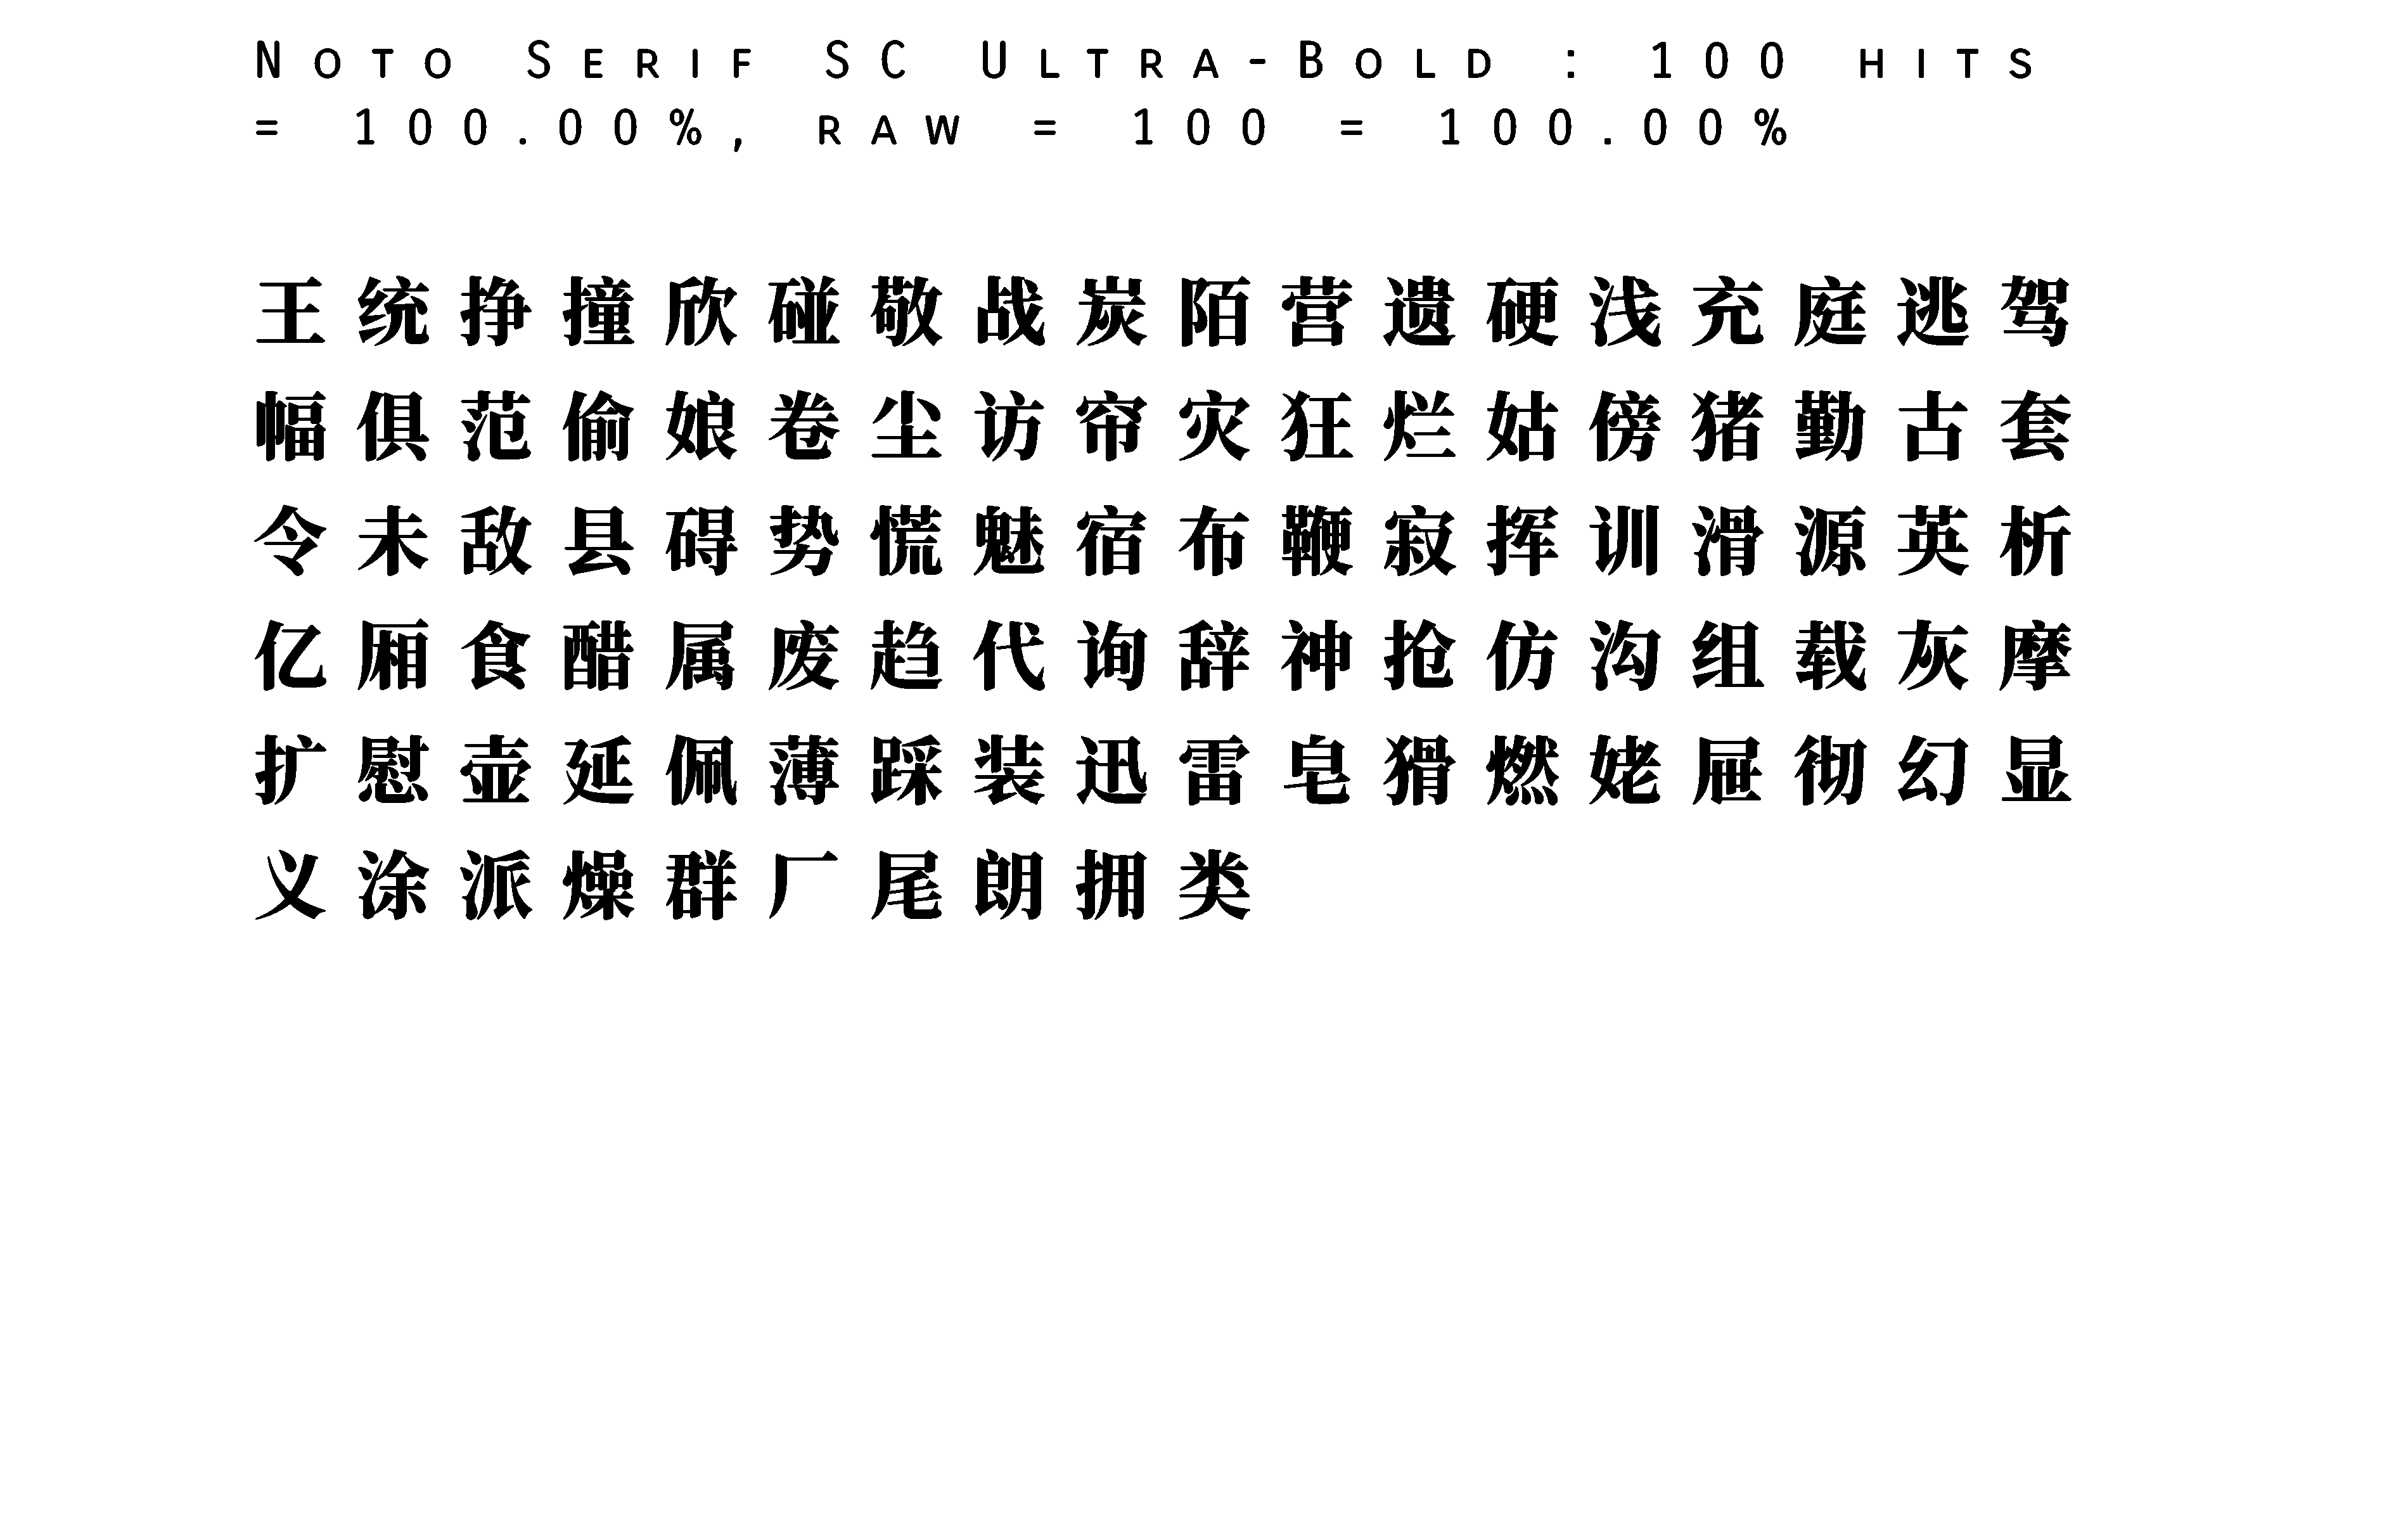 Noto Serif SC Ultra-Bold : 100 hits
= 100.00%, raw = 100 = 100.00%
王统挣撞欣碰敬战炭陌营遗硬浅充庭逃驾
幅俱范偷娘卷尘访帘灾狂烂姑傍猪勤古套
令未敌县碍势慌魅宿布鞭寂挥训滑源英析
亿厢食醋属废趋代询辞神抢仿沟组载灰摩
扩慰壶延佩薄踩装迅雷皂猾燃姥屉彻幻显
义涂派燥群厂尾朗拥类